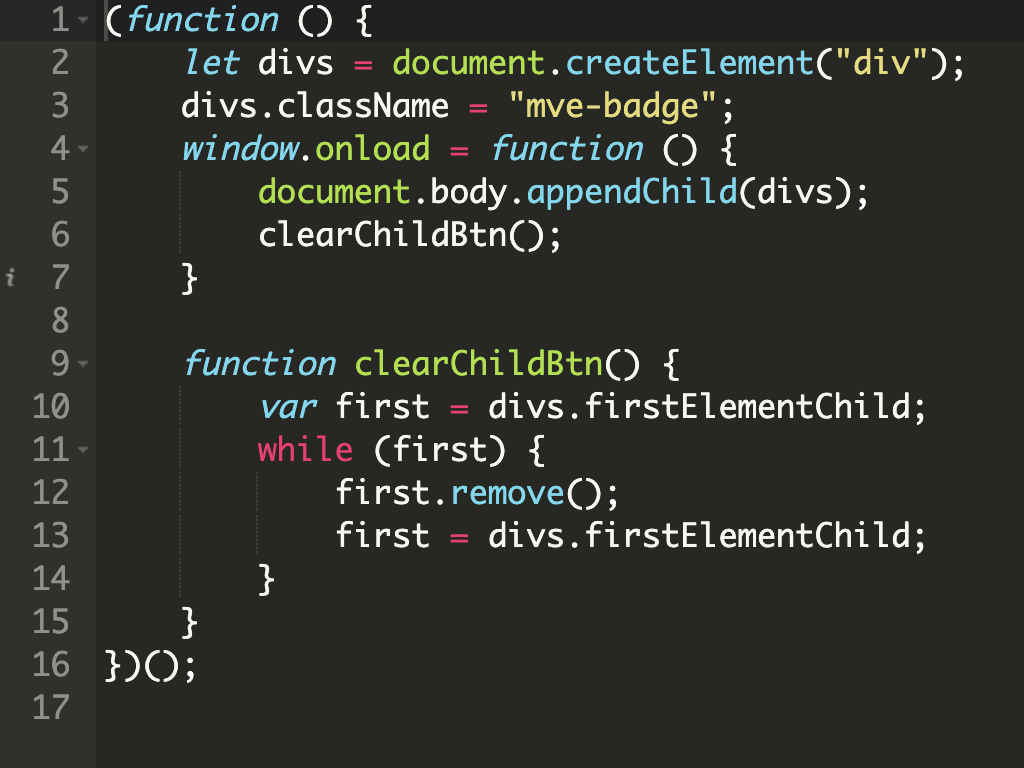 1 (function () {
2     let divs = document.createElement("div");
3     divs.className = "mve-badge";
4     window.onload = function () {
5         document.body.appendChild(divs);
6         clearChildBtn();
i 7     }
8
9     function clearChildBtn() {
10         var first = divs.firstElementChild;
11         while (first) {
12             first.remove();
13             first = divs.firstElementChild;
14         }
15     }
16 })();
17